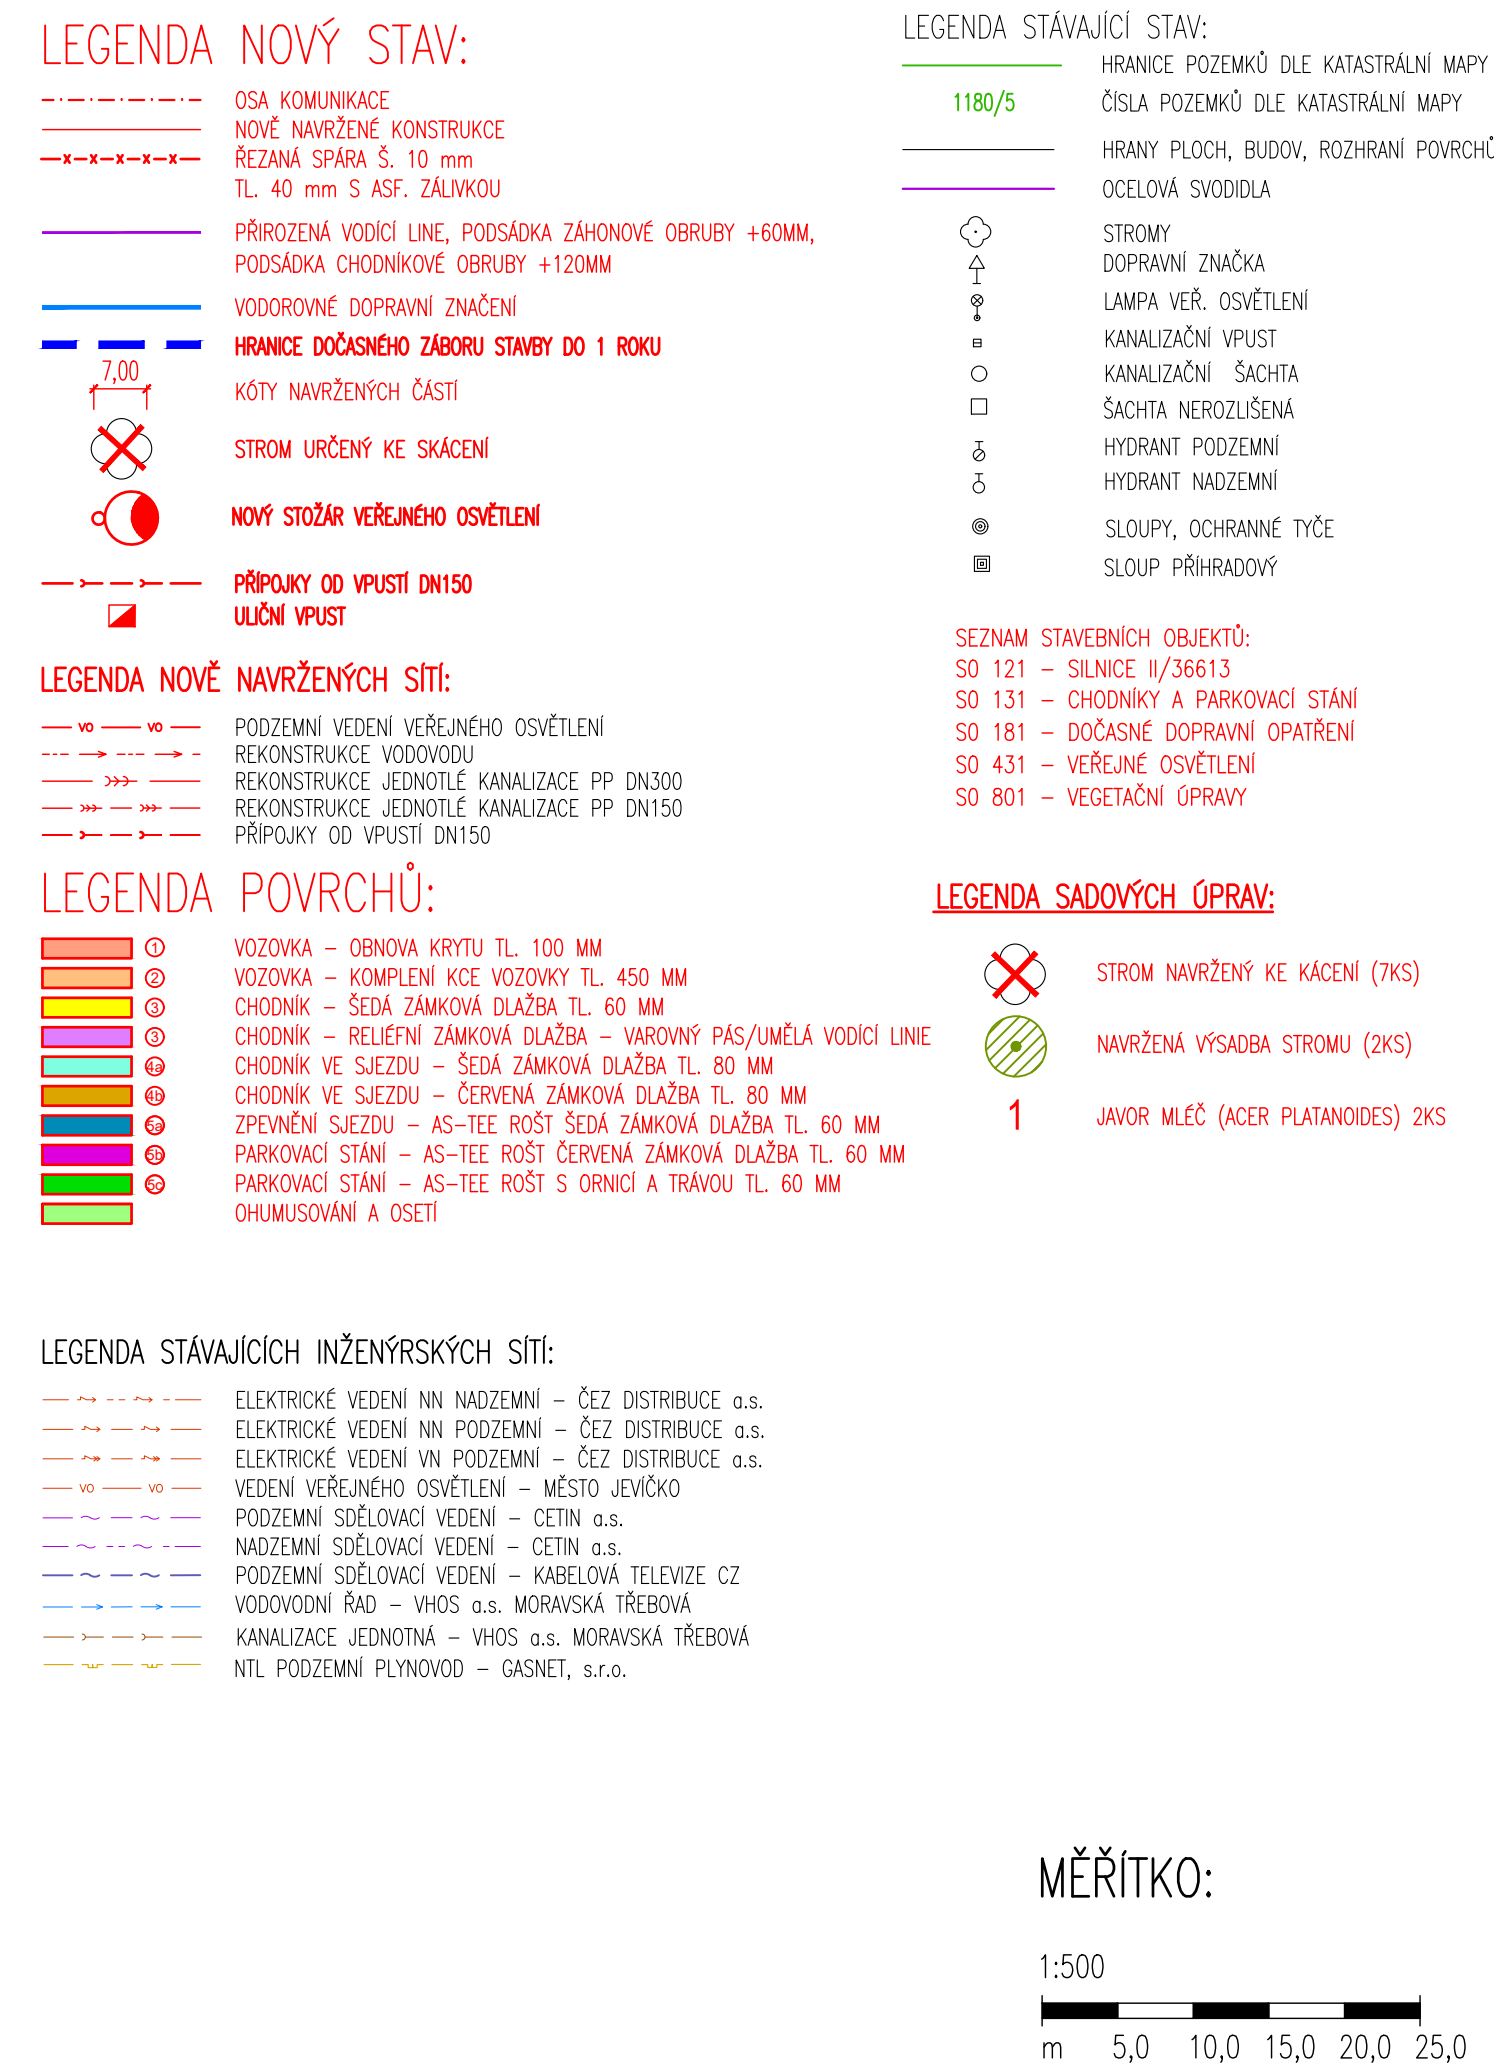 LEGENDA NOVÝ STAV:
OSA KOMUNIKACE
NOVĚ NAVRŽENÉ KONSTRUKCE
ŘEZANÁ SPÁRA Š. 10 mm
TL. 40 mm S ASF. ZÁLIVKOU
PŘIROZENÁ VODÍCÍ LINE, PODSÁDKA ZÁHONOVÉ OBRUBY +60MM,
PODSÁDKA CHODNÍKOVÉ OBRUBY +120MM
VODOROVNÉ DOPRAVNÍ ZNAČENÍ
HRANICE DOČASNÉHO ZÁBORU STAVBY DO 1 ROKU
7,00
KÓTY NAVRŽENÝCH ČÁSTÍ
STROM URČENÝ KE SKÁCENÍ
NOVÝ STOŽÁR VEŘEJNÉHO OSVĚTLENÍ
PŘÍPOJKY OD VPUSTÍ DN150
ULIČNÍ VPUST
LEGENDA NOVĚ NAVRŽENÝCH SÍTÍ:
VO VO PODZEMNÍ VEDENÍ VEŘEJNÉHO OSVĚTLENÍ
REKONSTRUKCE VODOVODU
REKONSTRUKCE JEDNOTLÉ KANALIZACE PP DN300
REKONSTRUKCE JEDNOTLÉ KANALIZACE PP DN150
PŘÍPOJKY OD VPUSTÍ DN150
LEGENDA POVRCHŮ:
1 VOZOVKA – OBNOVA KRYTU TL. 100 MM
2 VOZOVKA – KOMPLENÍ KCE VOZOVKY TL. 450 MM
3 CHODNÍK – ŠEDÁ ZÁMKOVÁ DLAŽBA TL. 60 MM
3 CHODNÍK – RELIÉFNÍ ZÁMKOVÁ DLAŽBA – VAROVNÝ PÁS/UMĚLÁ VODÍCÍ LINIE
4a CHODNÍK VE SJEZDU – ŠEDÁ ZÁMKOVÁ DLAŽBA TL. 80 MM
4b CHODNÍK VE SJEZDU – ČERVENÁ ZÁMKOVÁ DLAŽBA TL. 80 MM
5a ZPEVNĚNÍ SJEZDU – AS–TEE ROŠT ŠEDÁ ZÁMKOVÁ DLAŽBA TL. 60 MM
5b PARKOVACÍ STÁNÍ – AS–TEE ROŠT ČERVENÁ ZÁMKOVÁ DLAŽBA TL. 60 MM
5c PARKOVACÍ STÁNÍ – AS–TEE ROŠT S ORNICÍ A TRÁVOU TL. 60 MM
OHUMUSOVÁNÍ A OSETÍ
LEGENDA STÁVAJÍCÍCH INŽENÝRSKÝCH SÍTÍ:
ELEKTRICKÉ VEDENÍ NN NADZEMNÍ – ČEZ DISTRIBUCE a.s.
ELEKTRICKÉ VEDENÍ NN PODZEMNÍ – ČEZ DISTRIBUCE a.s.
ELEKTRICKÉ VEDENÍ VN PODZEMNÍ – ČEZ DISTRIBUCE a.s.
VO VO VEDENÍ VEŘEJNÉHO OSVĚTLENÍ – MĚSTO JEVÍČKO
PODZEMNÍ SDĚLOVACÍ VEDENÍ – CETIN a.s.
NADZEMNÍ SDĚLOVACÍ VEDENÍ – CETIN a.s.
PODZEMNÍ SDĚLOVACÍ VEDENÍ – KABELOVÁ TELEVIZE CZ
VODOVODNÍ ŘAD – VHOS a.s. MORAVSKÁ TŘEBOVÁ
KANALIZACE JEDNOTNÁ – VHOS a.s. MORAVSKÁ TŘEBOVÁ
NTL PODZEMNÍ PLYNOVOD – GASNET, s.r.o.
LEGENDA STÁVAJÍCÍ STAV:
HRANICE POZEMKŮ DLE KATASTRÁLNÍ MAPY
1180/5 ČÍSLA POZEMKŮ DLE KATASTRÁLNÍ MAPY
HRANY PLOCH, BUDOV, ROZHRANÍ POVRCHŮ
OCELOVÁ SVODIDLA
STROMY
DOPRAVNÍ ZNAČKA
LAMPA VEŘ. OSVĚTLENÍ
KANALIZAČNÍ VPUST
KANALIZAČNÍ ŠACHTA
ŠACHTA NEROZLIŠENÁ
HYDRANT PODZEMNÍ
HYDRANT NADZEMNÍ
SLOUPY, OCHRANNÉ TYČE
SLOUP PŘÍHRADOVÝ
SEZNAM STAVEBNÍCH OBJEKTŮ:
SO 121 – SILNICE II/36613
SO 131 – CHODNÍKY A PARKOVACÍ STÁNÍ
SO 181 – DOČASNÉ DOPRAVNÍ OPATŘENÍ
SO 431 – VEŘEJNÉ OSVĚTLENÍ
SO 801 – VEGETAČNÍ ÚPRAVY
LEGENDA SADOVÝCH ÚPRAV:
STROM NAVRŽENÝ KE KÁCENÍ (7KS)
NAVRŽENÁ VÝSADBA STROMU (2KS)
1 JAVOR MLÉČ (ACER PLATANOIDES) 2KS
MĚŘÍTKO:
1:500
m 5,0 10,0 15,0 20,0 25,0